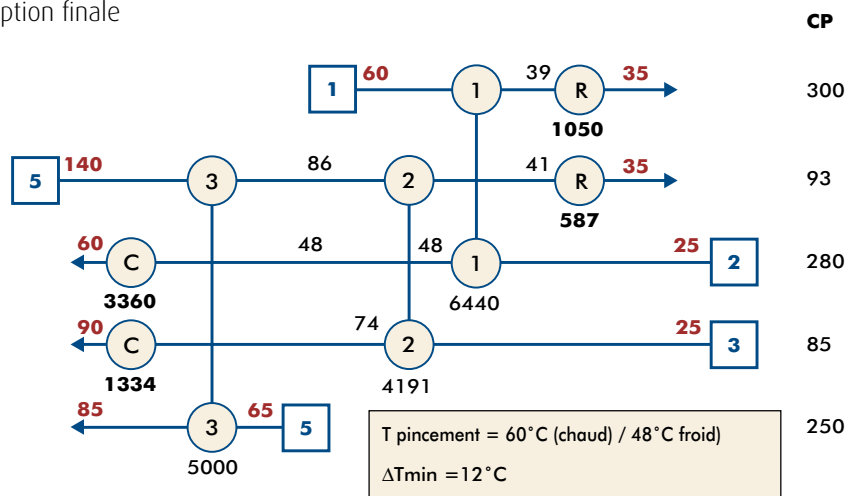 ption finale
CP
1 60 1 39 R 35 300
1050
5 140 3 86 2 41 R 35 93
587
60 C 48 48 1 25 2 280
3360 6440
90 C 74 2 25 3 85
1334 4191
85 3 65 5 250
5000
T pincement = 60°C (chaud) / 48°C froid)
ΔTmin =12°C